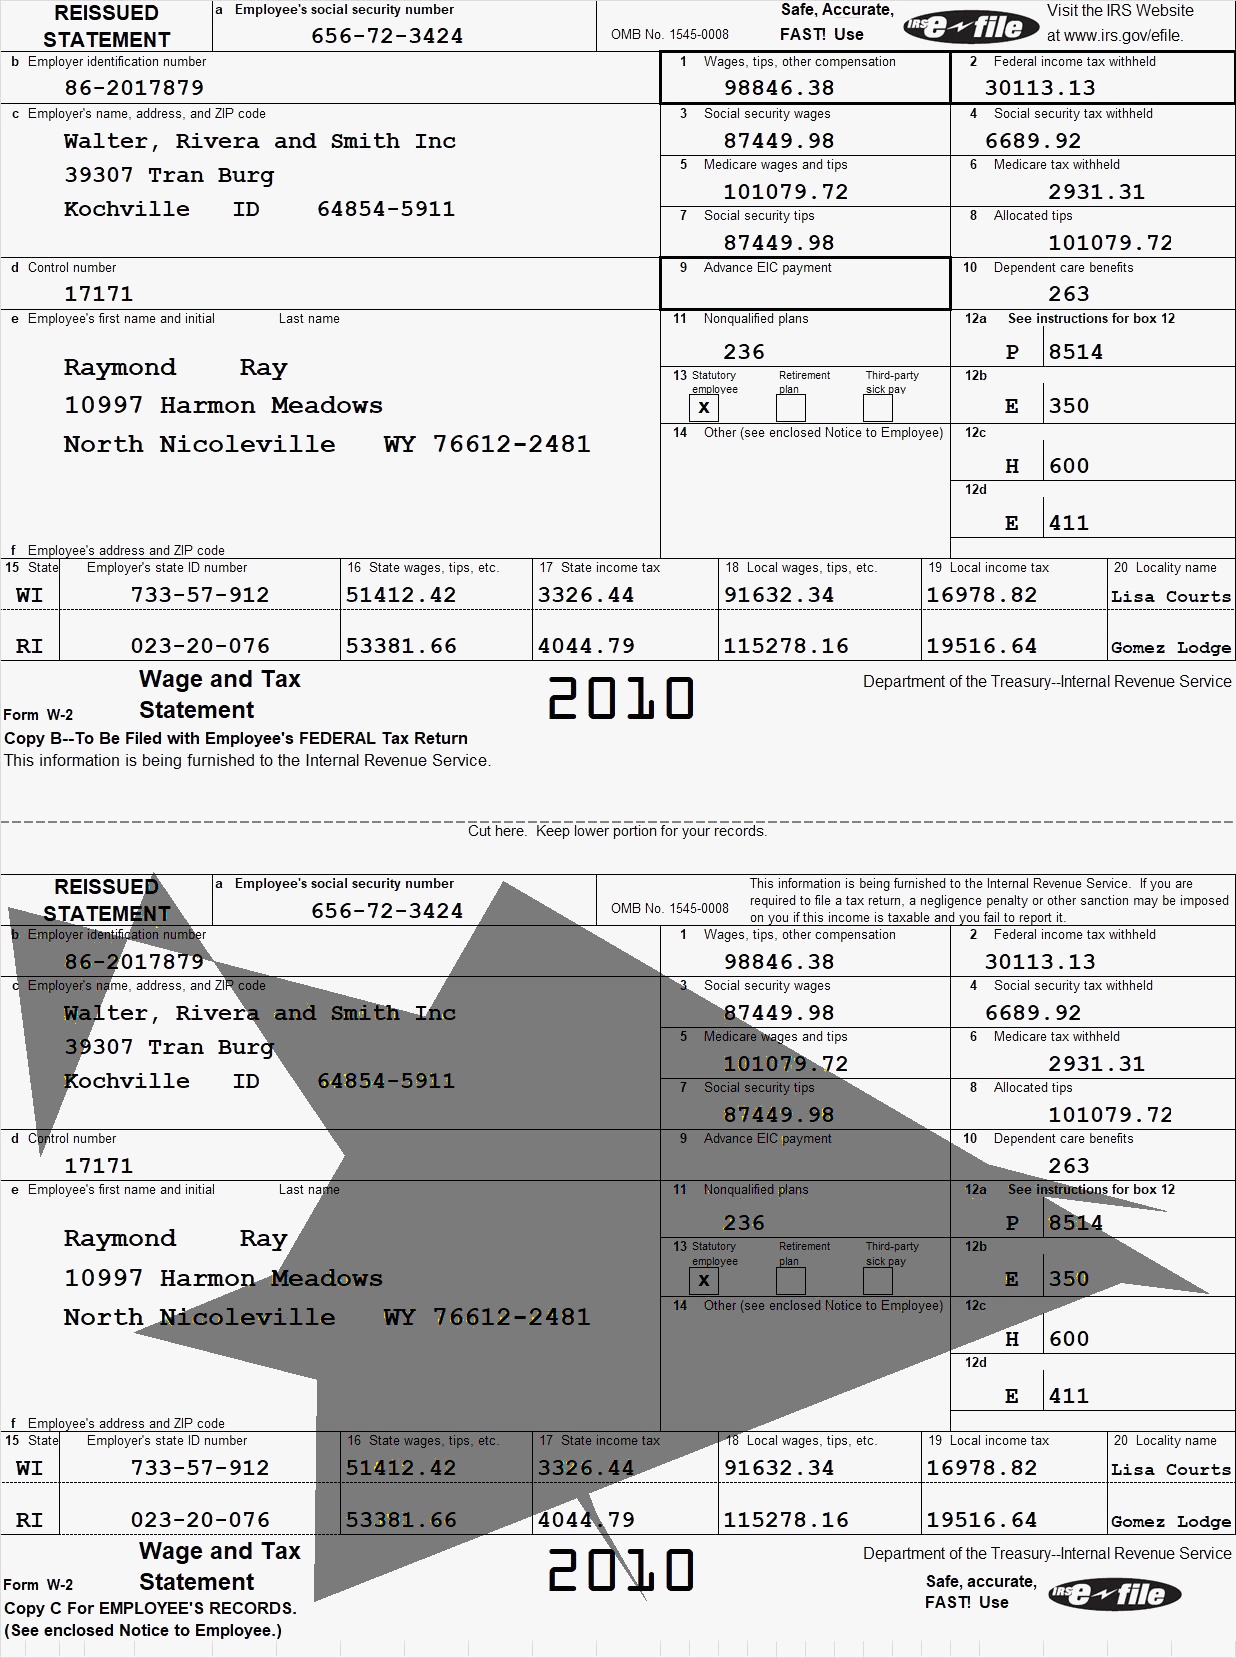 REISSUED STATEMENT
a Employee's social security number
656-72-3424
OMB No. 1545-0008
Safe, Accurate,
FAST! Use
IRS e-file
Visit the IRS Website
at www.irs.gov/efile.
b Employer identification number
86-2017879
1 Wages, tips, other compensation
98846.38
2 Federal income tax withheld
30113.13
c Employer's name, address, and ZIP code
Walter, Rivera and Smith Inc
39307 Tran Burg
Kochville ID 64854-5911
3 Social security wages
87449.98
4 Social security tax withheld
6689.92
5 Medicare wages and tips
101079.72
6 Medicare tax withheld
2931.31
7 Social security tips
87449.98
8 Allocated tips
101079.72
d Control number
17171
9 Advance EIC payment
10 Dependent care benefits
263
e Employee's first name and initial Last name
Raymond Ray
10997 Harmon Meadows
North Nicoleville WY 76612-2481
11 Nonqualified plans
236
12a See instructions for box 12
P 8514
13 Statutory employee Retirement plan Third-party sick pay
x
12b
E 350
14 Other (see enclosed Notice to Employee)
12c
H 600
12d
E 411
f Employee's address and ZIP code
15 State Employer's state ID number 16 State wages, tips, etc. 17 State income tax 18 Local wages, tips, etc. 19 Local income tax 20 Locality name
WI 733-57-912 51412.42 3326.44 91632.34 16978.82 Lisa Courts
RI 023-20-076 53381.66 4044.79 115278.16 19516.64 Gomez Lodge
Form W-2 Wage and Tax Statement
2010
Department of the Treasury--Internal Revenue Service
Copy B--To Be Filed with Employee's FEDERAL Tax Return
This information is being furnished to the Internal Revenue Service.
Cut here. Keep lower portion for your records.
REISSUED STATEMENT
a Employee's social security number
656-72-3424
OMB No. 1545-0008
This information is being furnished to the Internal Revenue Service. If you are
required to file a tax return, a negligence penalty or other sanction may be imposed
on you if this income is taxable and you fail to report it.
b Employer identification number
86-2017879
1 Wages, tips, other compensation
98846.38
2 Federal income tax withheld
30113.13
c Employer's name, address, and ZIP code
Walter, Rivera and Smith Inc
39307 Tran Burg
Kochville ID 64854-5911
3 Social security wages
87449.98
4 Social security tax withheld
6689.92
5 Medicare wages and tips
101079.72
6 Medicare tax withheld
2931.31
7 Social security tips
87449.98
8 Allocated tips
101079.72
d Control number
17171
9 Advance EIC payment
10 Dependent care benefits
263
e Employee's first name and initial Last name
Raymond Ray
10997 Harmon Meadows
North Nicoleville WY 76612-2481
11 Nonqualified plans
236
12a See instructions for box 12
P 8514
13 Statutory employee Retirement plan Third-party sick pay
x
12b
E 350
14 Other (see enclosed Notice to Employee)
12c
H 600
12d
E 411
f Employee's address and ZIP code
15 State Employer's state ID number 16 State wages, tips, etc. 17 State income tax 18 Local wages, tips, etc. 19 Local income tax 20 Locality name
WI 733-57-912 51412.42 3326.44 91632.34 16978.82 Lisa Courts
RI 023-20-076 53381.66 4044.79 115278.16 19516.64 Gomez Lodge
Form W-2 Wage and Tax Statement
2010
Department of the Treasury--Internal Revenue Service
Safe, accurate,
FAST! Use
IRS e-file
Copy C For EMPLOYEE'S RECORDS.
(See enclosed Notice to Employee.)